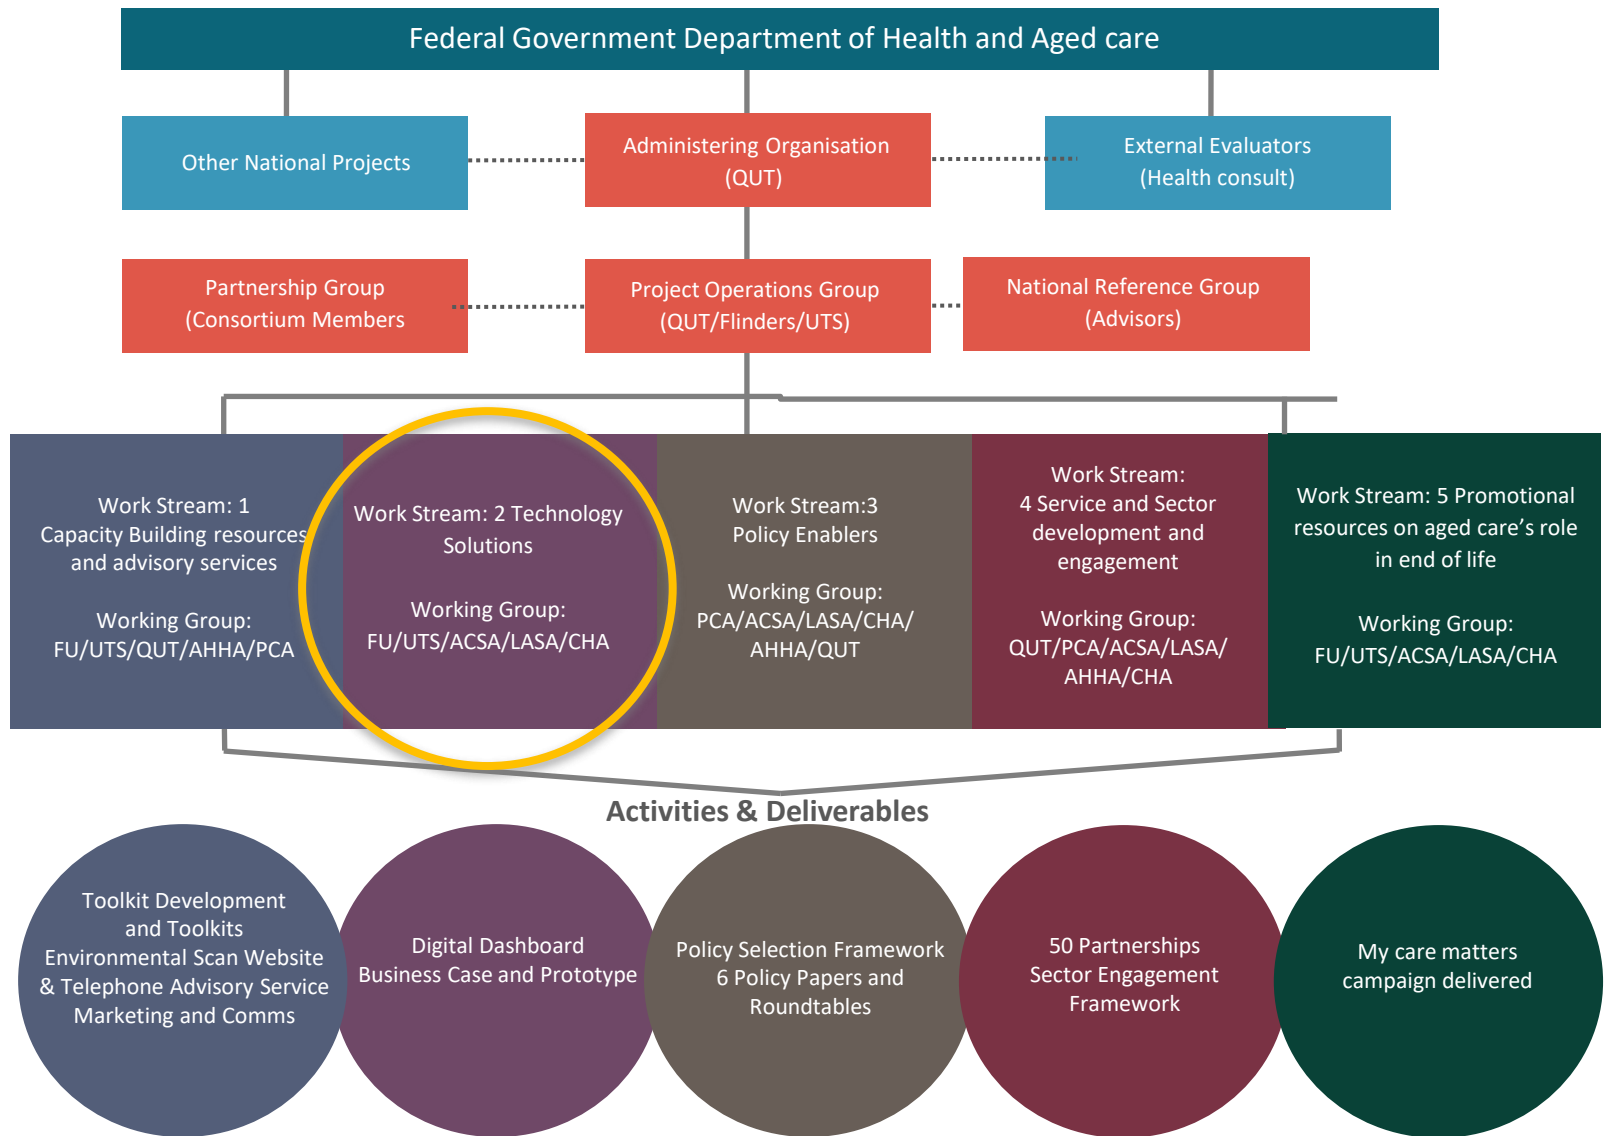 Federal Government Department of Health and Aged care
Other National Projects
Administering Organisation
(QUT)
External Evaluators
(Health consult)
Partnership Group
(Consortium Members
Project Operations Group
(QUT/Flinders/UTS)
National Reference Group
(Advisors)
Work Stream: 1
Capacity Building resources
and advisory services
Working Group:
FU/UTS/QUT/AHHA/PCA
Work Stream: 2 Technology
Solutions
Working Group:
FU/UTS/ACSA/LASA/CHA
Work Stream:3
Policy Enablers
Working Group:
PCA/ACSA/LASA/CHA/
AHHA/QUT
Work Stream:
4 Service and Sector
development and
engagement
Working Group:
QUT/PCA/ACSA/LASA/
AHHA/CHA
Work Stream: 5 Promotional
resources on aged care’s role
in end of life
Working Group:
FU/UTS/ACSA/LASA/CHA
Activities & Deliverables
Toolkit Development
and Toolkits
Environmental Scan Website
& Telephone Advisory Service
Marketing and Comms
Digital Dashboard
Business Case and Prototype
Policy Selection Framework
6 Policy Papers and
Roundtables
50 Partnerships
Sector Engagement
Framework
My care matters
campaign delivered